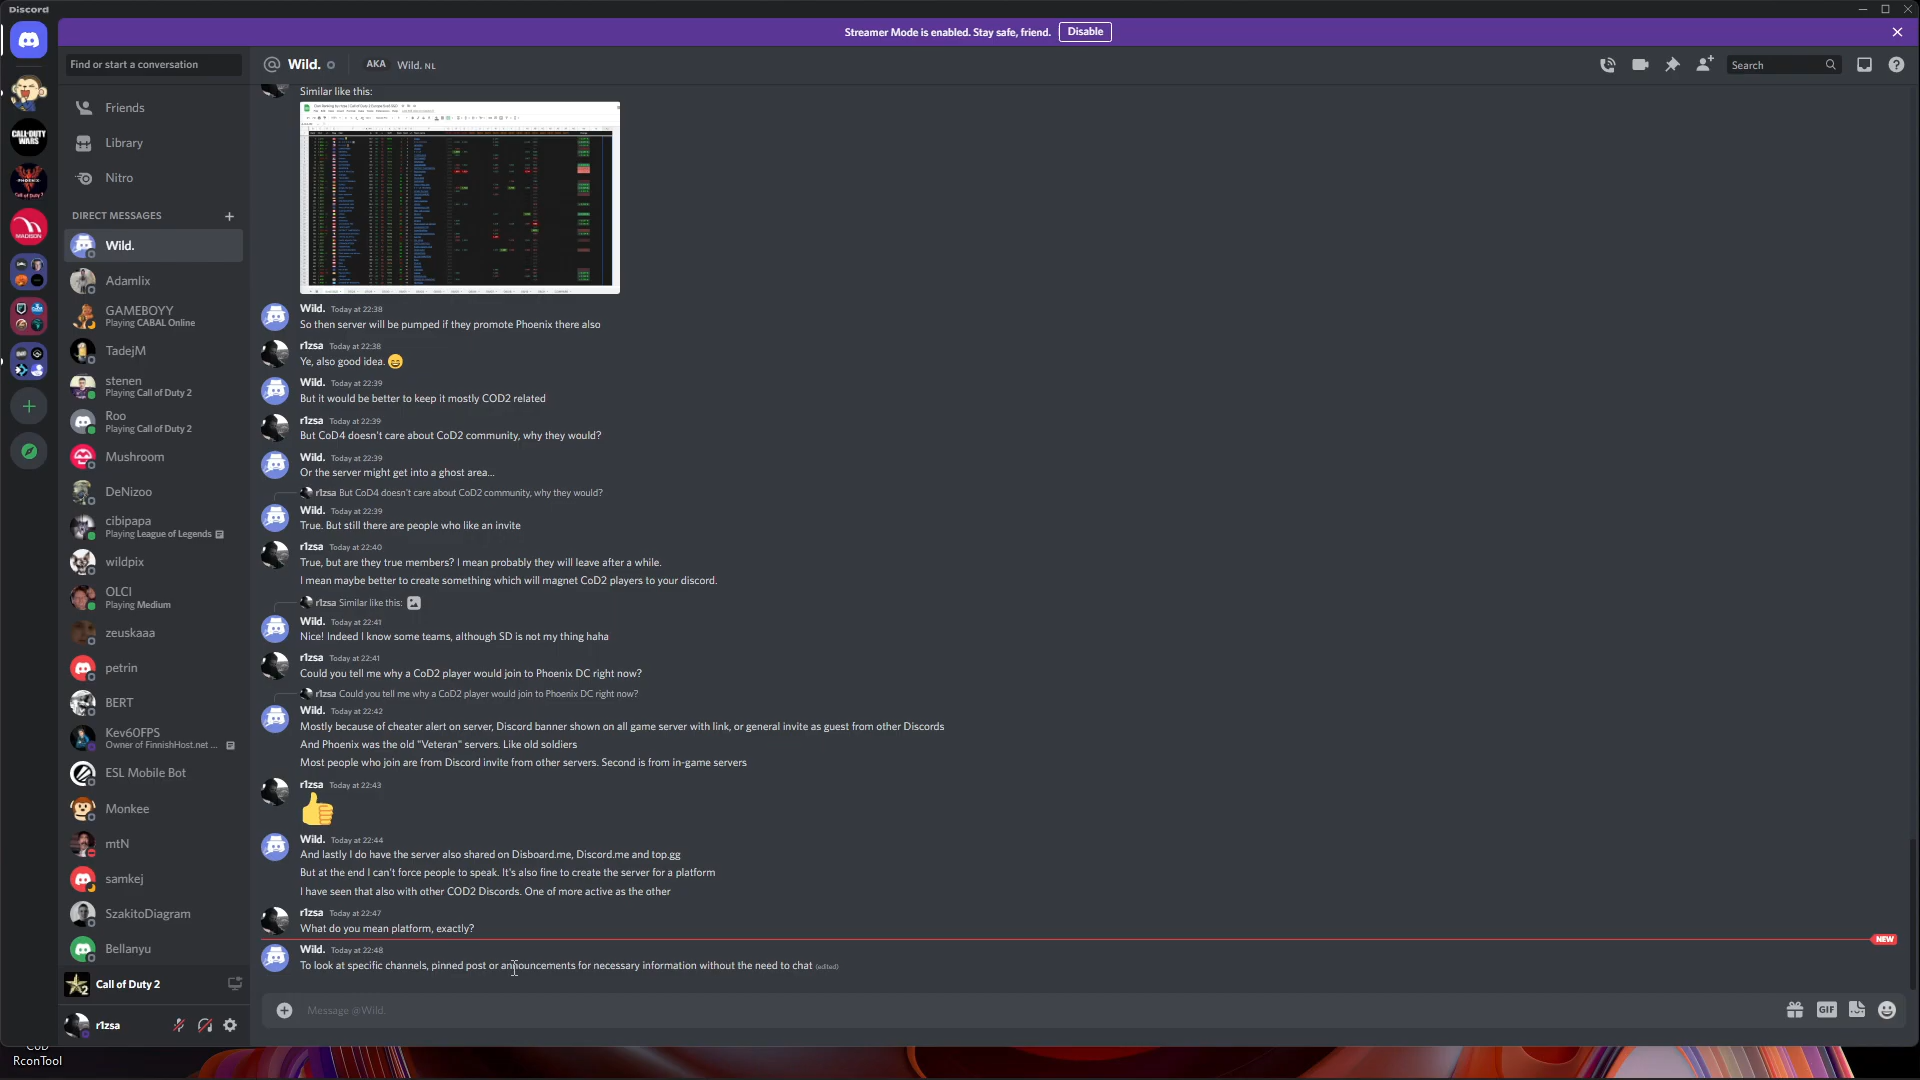 Discord
Streamer Mode is enabled. Stay safe, friend. Disable
Find or start a conversation
@ Wild. AKA Wild. NL
Search
CALL·DUTY WARS
PHOENIX
Call of Duty 2
MADISON
Friends
Library
Nitro
DIRECT MESSAGES
Wild.
Adamlix
GAMEBOYY
Playing CABAL Online
TadejM
stenen
Playing Call of Duty 2
Roo
Playing Call of Duty 2
Mushroom
DeNizoo
cibipapa
Playing League of Legends
wildpix
OLCI
Playing Medium
zeuskaaa
petrin
BERT
Kev60FPS
Owner of FinnishHost.net ...
ESL Mobile Bot
Monkee
mtN
samkej
SzakitoDiagram
Bellanyu
Call of Duty 2
r1zsa
Similar like this:
Wild. Today at 22:38
So then server will be pumped if they promote Phoenix there also
r1zsa Today at 22:38
Ye, also good idea. 😄
Wild. Today at 22:39
But it would be better to keep it mostly COD2 related
r1zsa Today at 22:39
But CoD4 doesn't care about CoD2 community, why they would?
Wild. Today at 22:39
Or the server might get into a ghost area...
r1zsa But CoD4 doesn't care about CoD2 community, why they would?
Wild. Today at 22:39
True. But still there are people who like an invite
r1zsa Today at 22:40
True, but are they true members? I mean probably they will leave after a while.
I mean maybe better to create something which will magnet CoD2 players to your discord.
r1zsa Similar like this:
Wild. Today at 22:41
Nice! Indeed I know some teams, although SD is not my thing haha
r1zsa Today at 22:41
Could you tell me why a CoD2 player would join to Phoenix DC right now?
r1zsa Could you tell me why a CoD2 player would join to Phoenix DC right now?
Wild. Today at 22:42
Mostly because of cheater alert on server, Discord banner shown on all game server with link, or general invite as guest from other Discords
And Phoenix was the old "Veteran" servers. Like old soldiers
Most people who join are from Discord invite from other servers. Second is from in-game servers
r1zsa Today at 22:43
👍
Wild. Today at 22:44
And lastly I do have the server also shared on Disboard.me, Discord.me and top.gg
But at the end I can't force people to speak. It's also fine to create the server for a platform
I have seen that also with other COD2 Discords. One of more active as the other
r1zsa Today at 22:47
What do you mean platform, exactly?
NEW
Wild. Today at 22:48
To look at specific channels, pinned post or announcements for necessary information without the need to chat (edited)
Message @Wild.
GIF
CoD
RconTool